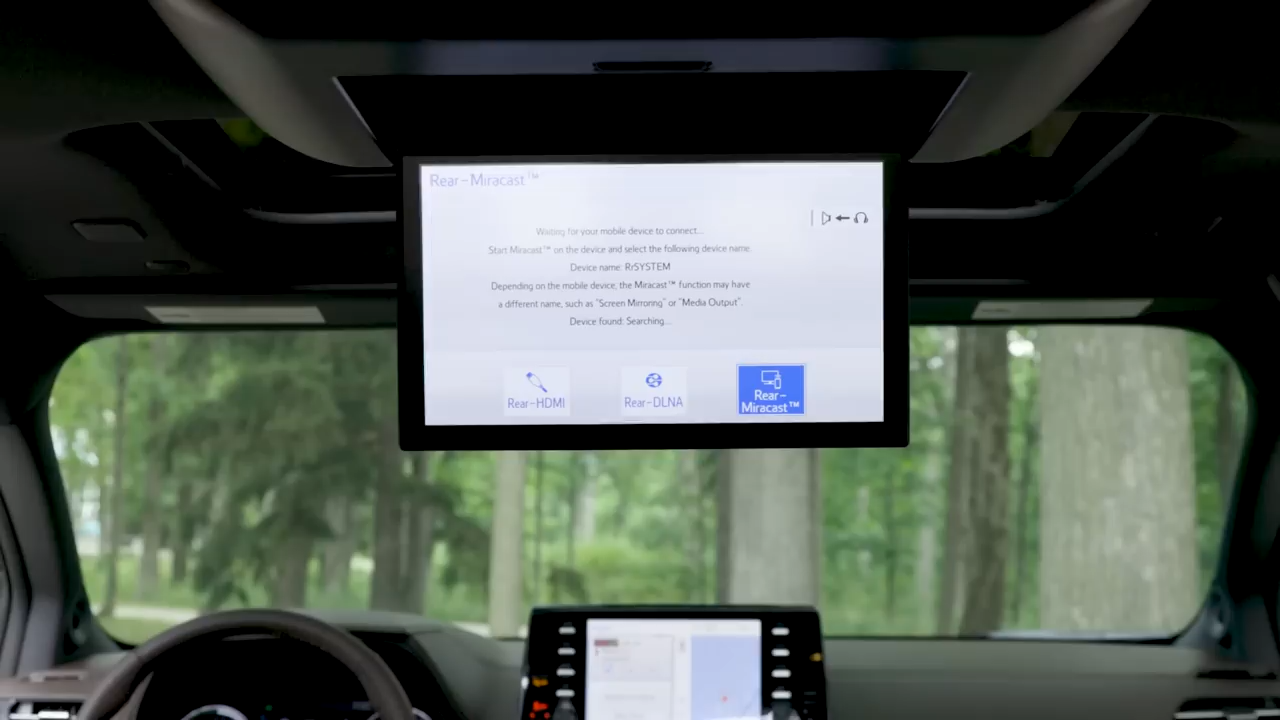 Rear-Miracast™
Waiting for your mobile device to connect...
Start Miracast™ on the device and select the following device name.
Device name: RrSYSTEM
Depending on the mobile device, the Miracast™ function may have
a different name, such as "Screen Mirroring" or "Media Output".
Device found: Searching...
Rear-HDMI
Rear-DLNA
Rear-
Miracast™